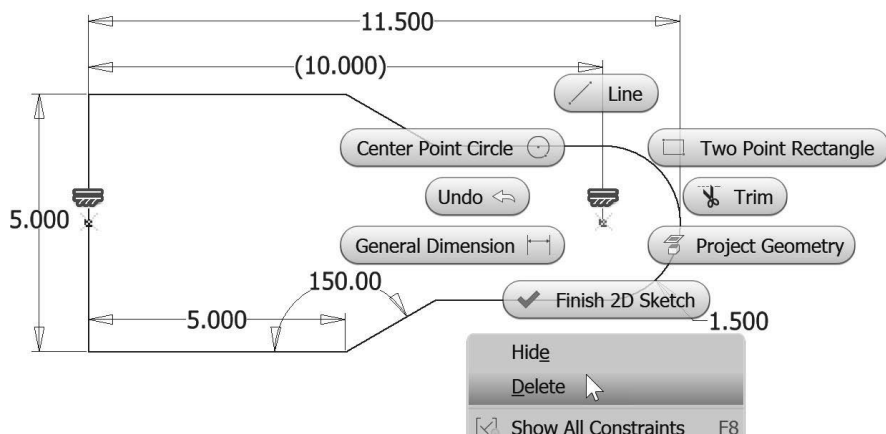 11.500
(10.000)
Line
Center Point Circle
Two Point Rectangle
Undo
Trim
5.000
General Dimension
Project Geometry
150.00
Finish 2D Sketch
5.000
1.500
Hide
Delete
Show All Constraints F8